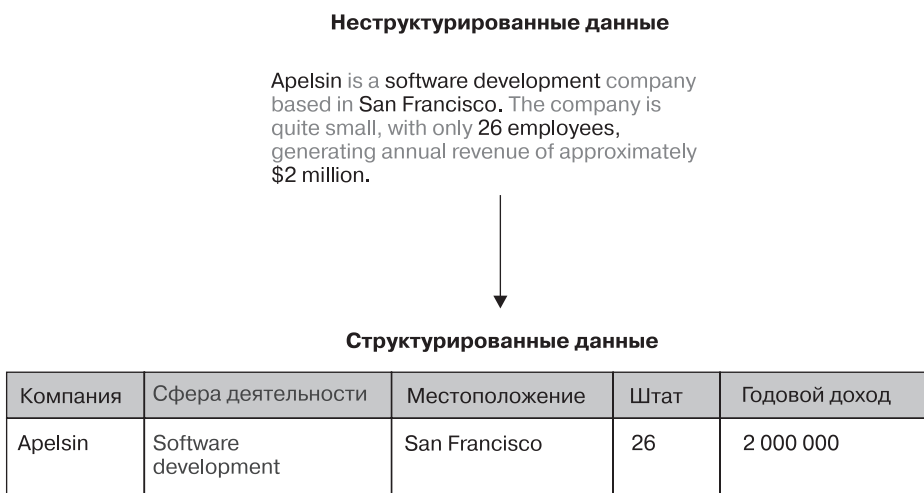 Неструктурированные данные
Apelsin is a software development company
based in San Francisco. The company is
quite small, with only 26 employees,
generating annual revenue of approximately
$2 million.
Структурированные данные
Компания Сфера деятельности Местоположение Штат Годовой доход
Apelsin Software San Francisco 26 2 000 000
development